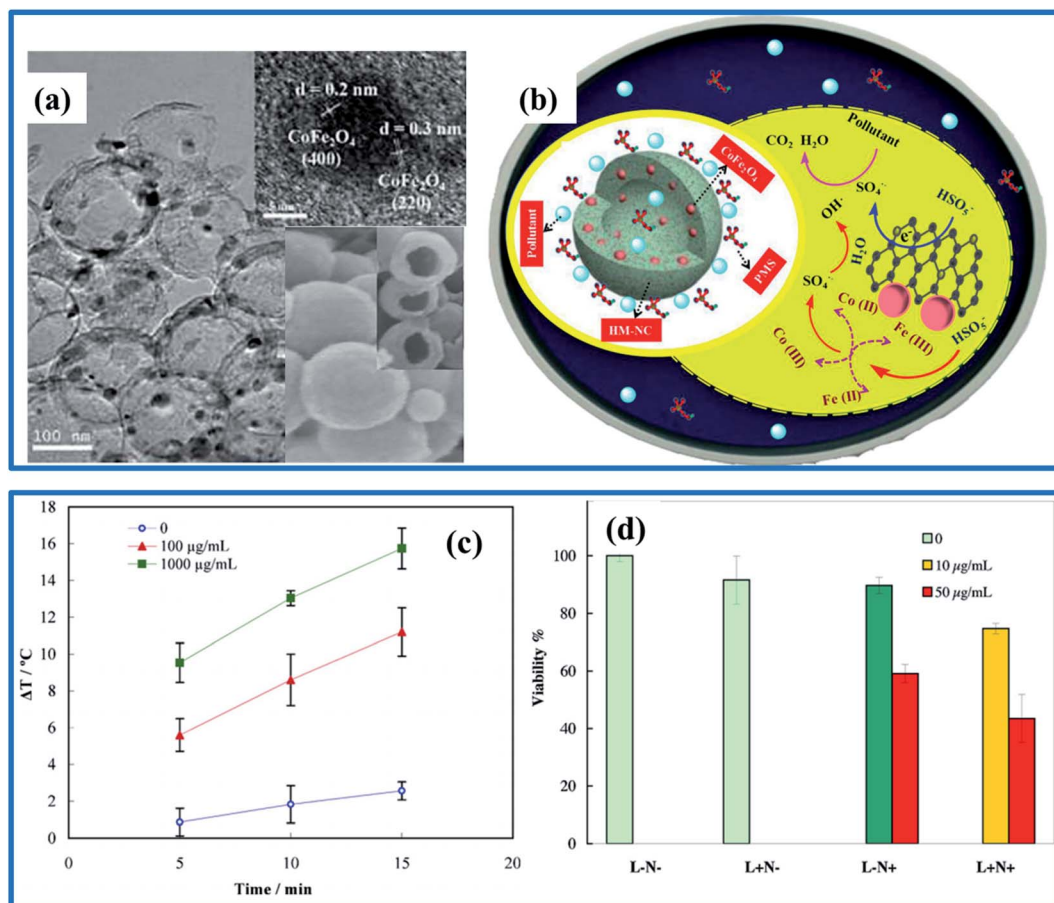 (a)
d = 0.2 nm
CoFe₂O₄
(400)
d = 0.3 nm
CoFe₂O₄
(220)
5 nm
100 nm
(b)
CoFe₂O₄
Pollutant
PMS
HM-NC
Pollutant
CO₂ H₂O
SO₄·⁻
HSO₅⁻
OH·
e⁻
H₂O
SO₄·⁻
Co (II)
Fe (III)
HSO₅⁻
Co (III)
Fe (II)
(c)
0
100 µg/mL
1000 µg/mL
18
16
14
12
10
8
6
4
2
0
ΔT / ºC
0 5 10 15 20
Time / min
(d)
0
10 µg/mL
50 µg/mL
100
80
60
40
20
0
Viability %
L-N- L+N- L-N+ L+N+